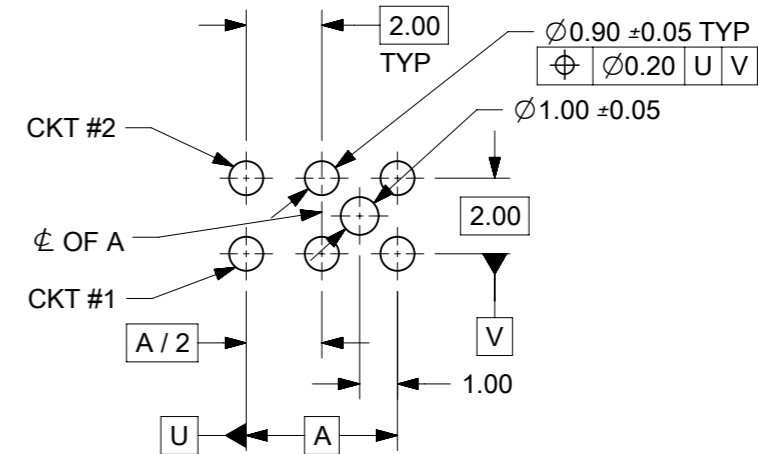 2.00
TYP
∅0.90 ±0.05 TYP
⌖ ∅0.20 U V
∅1.00 ±0.05
CKT #2
2.00
℄ OF A
CKT #1
A / 2
V
1.00
U
A